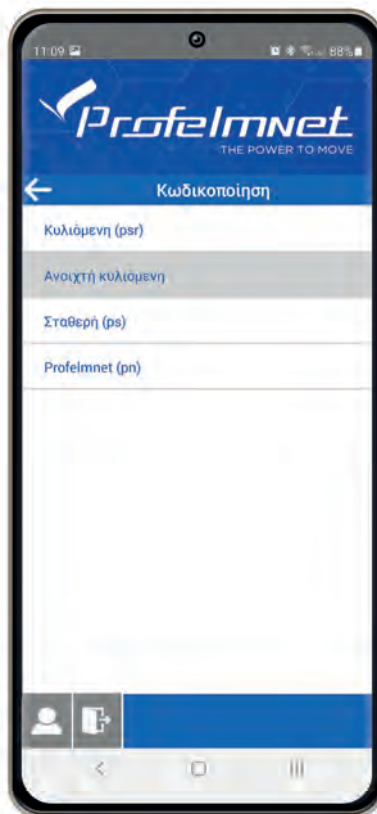 11:09
88%
Profelmnet
THE POWER TO MOVE
Κωδικοποίηση
Κυλιόμενη (psr)
Ανοιχτή κυλιόμενη
Σταθερή (ps)
Profelmnet (pn)